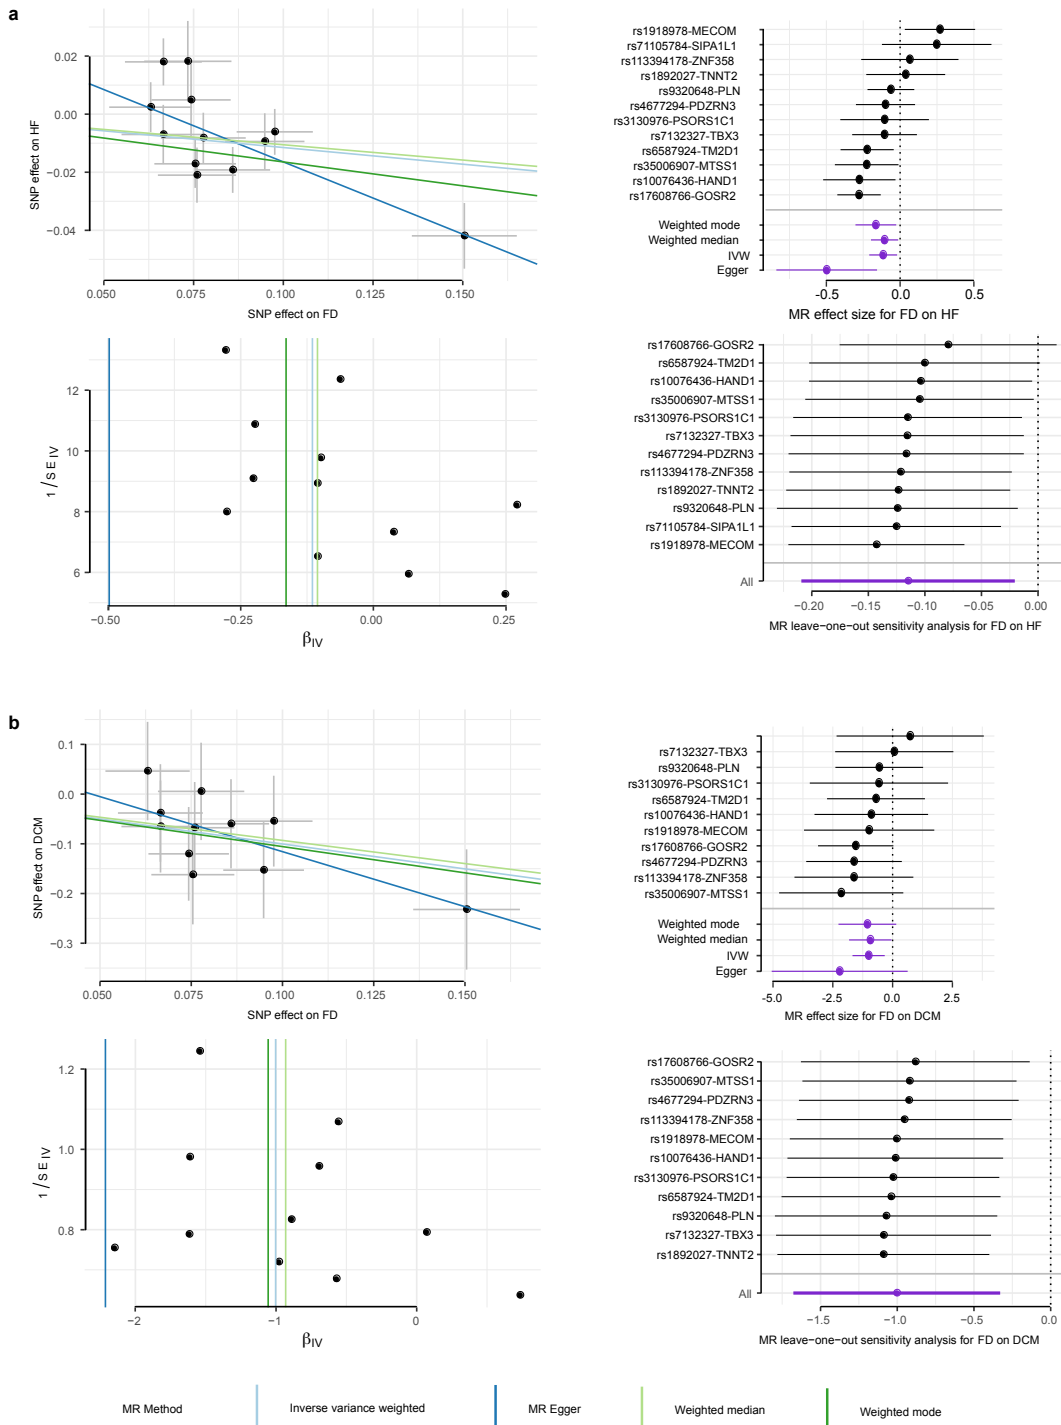 a
SNP effect on HF
0.02
0.00
−0.02
−0.04
0.050
0.075
0.100
0.125
0.150
SNP effect on FD
rs1918978-MECOM
rs71105784-SIPA1L1
rs113394178-ZNF358
rs1892027-TNNT2
rs9320648-PLN
rs4677294-PDZRN3
rs3130976-PSORS1C1
rs7132327-TBX3
rs6587924-TM2D1
rs35006907-MTSS1
rs10076436-HAND1
rs17608766-GOSR2
Weighted mode
Weighted median
IVW
Egger
-0.5
0.0
0.5
MR effect size for FD on HF
1 / SE IV
12
10
8
6
−0.50
−0.25
0.00
0.25
βIV
rs17608766-GOSR2
rs6587924-TM2D1
rs10076436-HAND1
rs35006907-MTSS1
rs3130976-PSORS1C1
rs7132327-TBX3
rs4677294-PDZRN3
rs113394178-ZNF358
rs1892027-TNNT2
rs9320648-PLN
rs71105784-SIPA1L1
rs1918978-MECOM
All
−0.20
−0.15
−0.10
−0.05
0.00
MR leave−one−out sensitivity analysis for FD on HF
b
SNP effect on DCM
0.1
0.0
−0.1
−0.2
−0.3
0.050
0.075
0.100
0.125
0.150
SNP effect on FD
rs7132327-TBX3
rs9320648-PLN
rs3130976-PSORS1C1
rs6587924-TM2D1
rs10076436-HAND1
rs1918978-MECOM
rs17608766-GOSR2
rs4677294-PDZRN3
rs113394178-ZNF358
rs35006907-MTSS1
Weighted mode
Weighted median
IVW
Egger
-5.0
-2.5
0.0
2.5
MR effect size for FD on DCM
1 / SE IV
1.2
1.0
0.8
−2
−1
0
βIV
rs17608766-GOSR2
rs35006907-MTSS1
rs4677294-PDZRN3
rs113394178-ZNF358
rs1918978-MECOM
rs10076436-HAND1
rs3130976-PSORS1C1
rs6587924-TM2D1
rs9320648-PLN
rs7132327-TBX3
rs1892027-TNNT2
All
−1.5
−1.0
−0.5
0.0
MR leave−one−out sensitivity analysis for FD on DCM
MR Method
Inverse variance weighted
MR Egger
Weighted median
Weighted mode